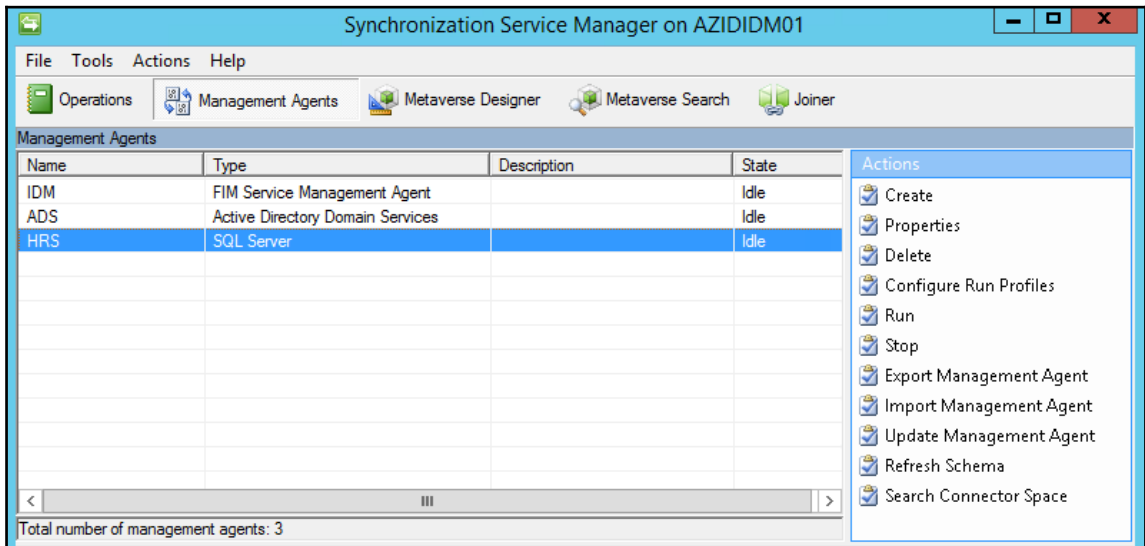 Synchronization Service Manager on AZIDIDM01
File Tools Actions Help
Operations Management Agents Metaverse Designer Metaverse Search Joiner
Management Agents
Name Type Description State
IDM FIM Service Management Agent Idle
ADS Active Directory Domain Services Idle
HRS SQL Server Idle
Total number of management agents: 3
Actions
Create
Properties
Delete
Configure Run Profiles
Run
Stop
Export Management Agent
Import Management Agent
Update Management Agent
Refresh Schema
Search Connector Space